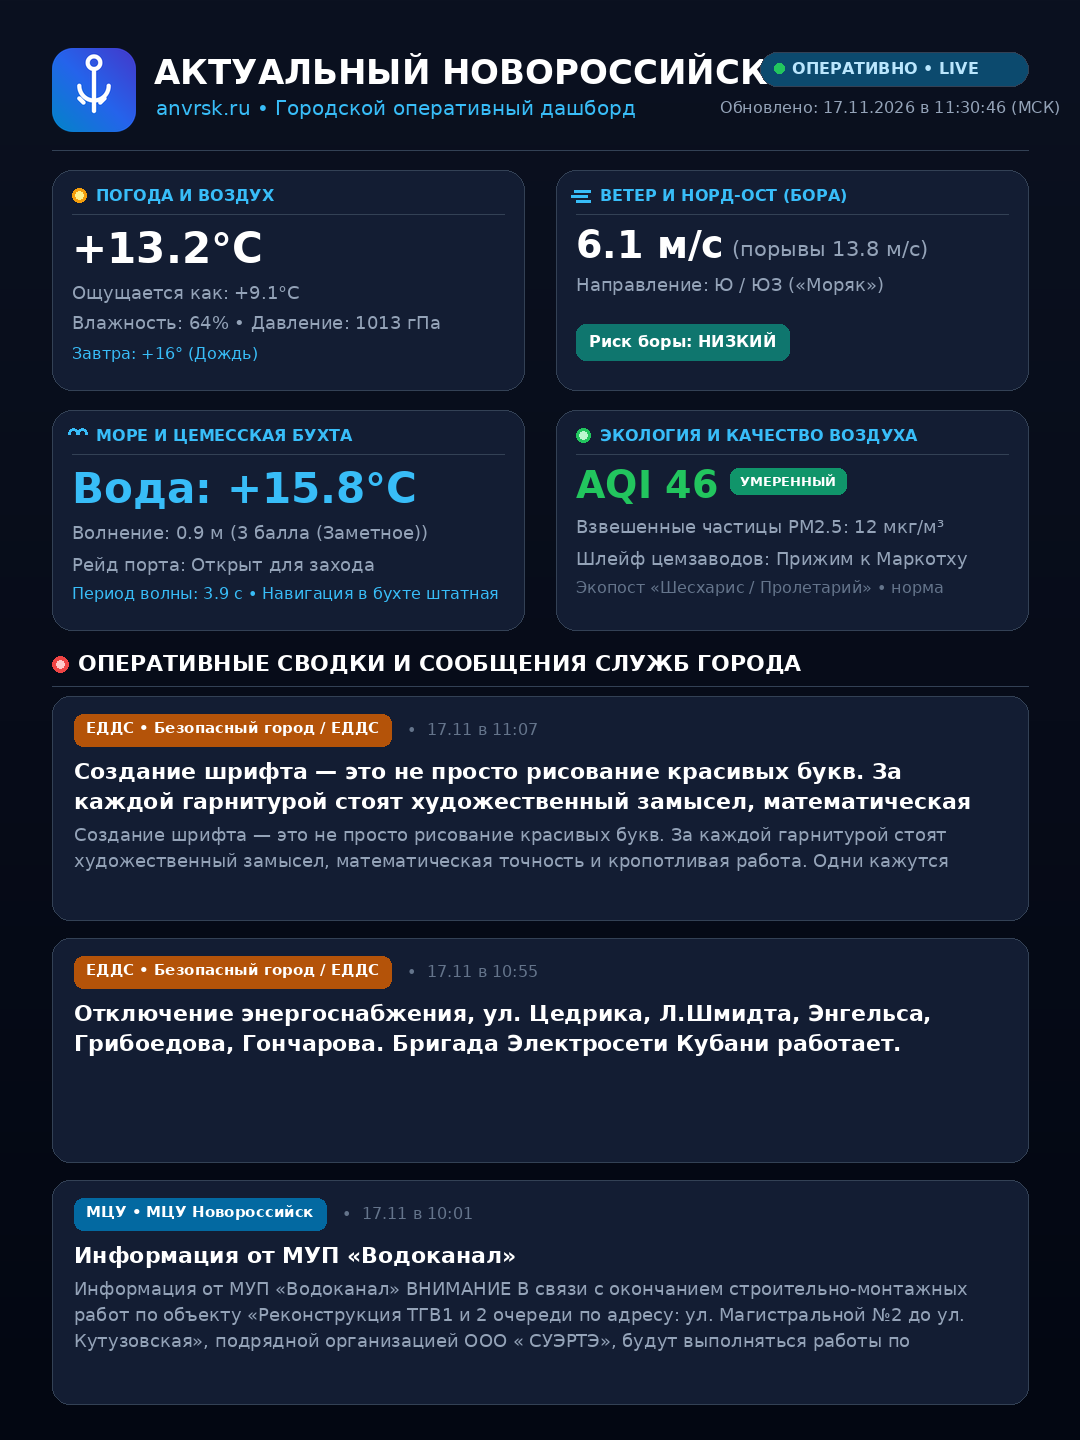 АКТУАЛЬНЫЙ НОВОРОССИЙСК
ОПЕРАТИВНО • LIVE
anvrsk.ru • Городской оперативный дашборд
Обновлено: 17.11.2026 в 11:30:46 (МСК)
ПОГОДА И ВОЗДУХ
+13.2°C
Ощущается как: +9.1°C
Влажность: 64% • Давление: 1013 гПа
Завтра: +16° (Дождь)
ВЕТЕР И НОРД-ОСТ (БОРА)
6.1 м/с (порывы 13.8 м/с)
Направление: Ю / ЮЗ («Моряк»)
Риск боры: НИЗКИЙ
МОРЕ И ЦЕМЕССКАЯ БУХТА
Вода: +15.8°C
Волнение: 0.9 м (3 балла (Заметное))
Рейд порта: Открыт для захода
Период волны: 3.9 с • Навигация в бухте штатная
ЭКОЛОГИЯ И КАЧЕСТВО ВОЗДУХА
AQI 46 УМЕРЕННЫЙ
Взвешенные частицы PM2.5: 12 мкг/м³
Шлейф цемзаводов: Прижим к Маркотху
Экопост «Шесхарис / Пролетарий» • норма
ОПЕРАТИВНЫЕ СВОДКИ И СООБЩЕНИЯ СЛУЖБ ГОРОДА
ЕДДС • Безопасный город / ЕДДС • 17.11 в 11:07
Создание шрифта — это не просто рисование красивых букв. За
каждой гарнитурой стоят художественный замысел, математическая
Создание шрифта — это не просто рисование красивых букв. За каждой гарнитурой стоят
художественный замысел, математическая точность и кропотливая работа. Одни кажутся
ЕДДС • Безопасный город / ЕДДС • 17.11 в 10:55
Отключение энергоснабжения, ул. Цедрика, Л.Шмидта, Энгельса,
Грибоедова, Гончарова. Бригада Электросети Кубани работает.
МЦУ • МЦУ Новороссийск • 17.11 в 10:01
Информация от МУП «Водоканал»
Информация от МУП «Водоканал» ВНИМАНИЕ В связи с окончанием строительно-монтажных
работ по объекту «Реконструкция ТГВ1 и 2 очереди по адресу: ул. Магистральной №2 до ул.
Кутузовская», подрядной организацией ООО « СУЭРТЭ», будут выполняться работы по